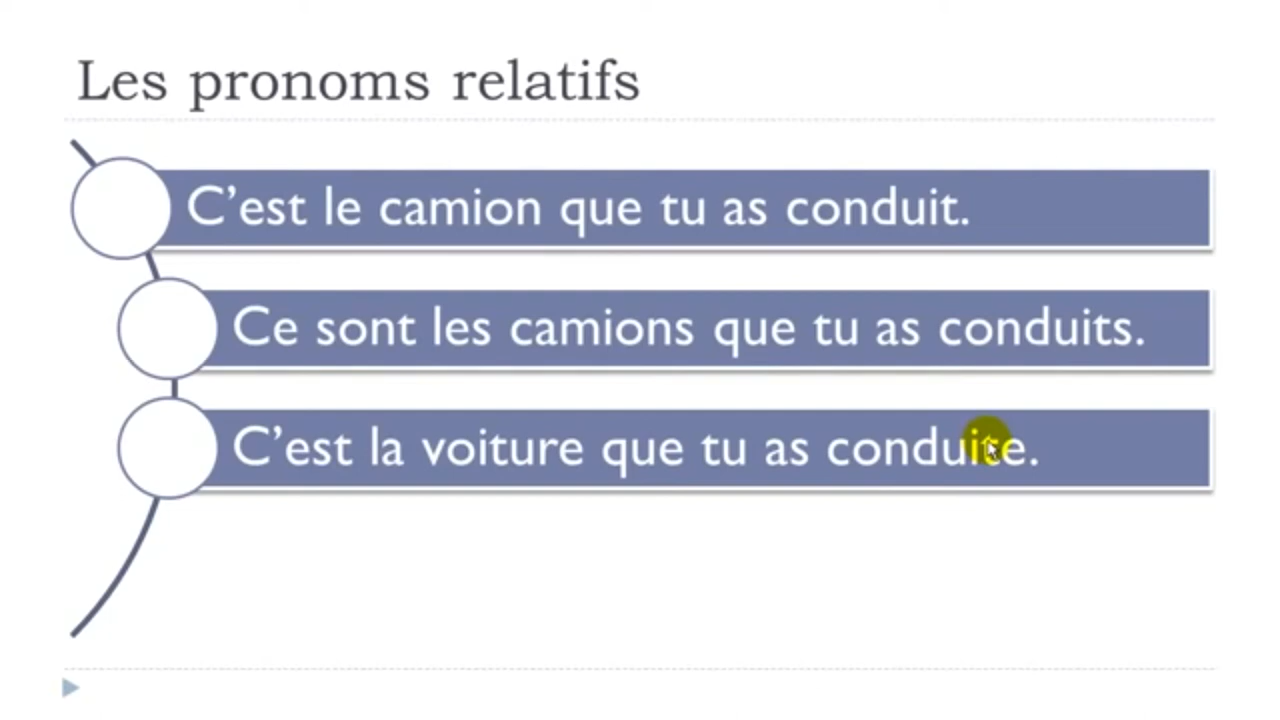 Les pronoms relatifs
C’est le camion que tu as conduit.
Ce sont les camions que tu as conduits.
C’est la voiture que tu as conduite.